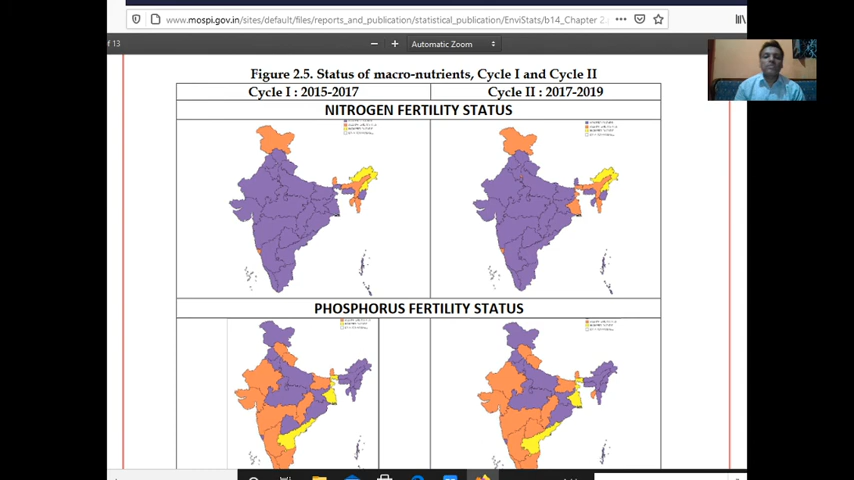 www.mospi.gov.in/sites/default/files/reports_and_publication/statistical_publication/EnviStats/b14_Chapter 2.
of 13
Automatic Zoom
Figure 2.5. Status of macro-nutrients, Cycle I and Cycle II
Cycle I : 2015-2017
Cycle II : 2017-2019
NITROGEN FERTILITY STATUS
PHOSPHORUS FERTILITY STATUS